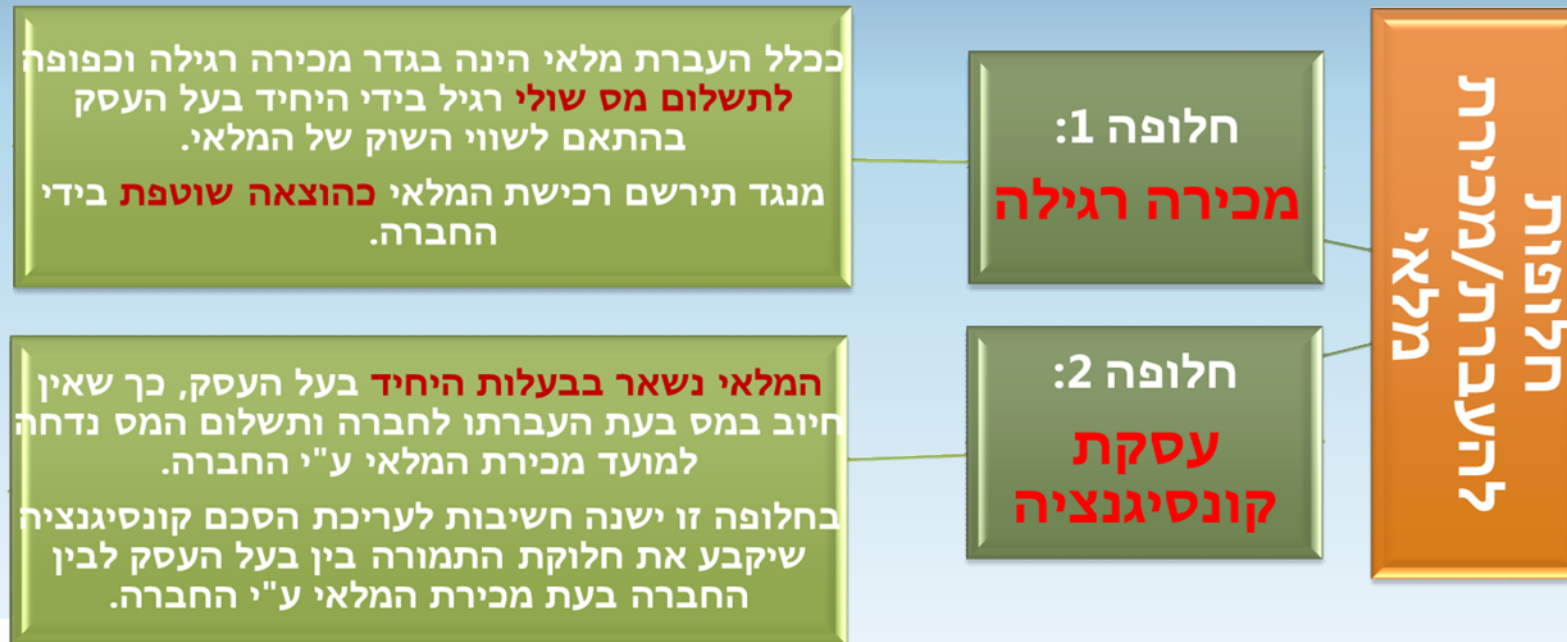 חלופות
להעברת/מכירת
מלאי
חלופה 1:
מכירה רגילה
ככלל העברת מלאי הינה בגדר מכירה רגילה וכפופה
לתשלום מס שולי רגיל בידי היחיד בעל העסק
בהתאם לשווי השוק של המלאי.
מנגד תירשם רכישת המלאי כהוצאה שוטפת בידי
החברה.
חלופה 2:
עסקת
קונסיגנציה
המלאי נשאר בבעלות היחיד בעל העסק, כך שאין
חיוב במס בעת העברתו לחברה ותשלום המס נדחה
למועד מכירת המלאי ע"י החברה.
בחלופה זו ישנה חשיבות לעריכת הסכם קונסיגנציה
שיקבע את חלוקת התמורה בין בעל העסק לבין
החברה בעת מכירת המלאי ע"י החברה.